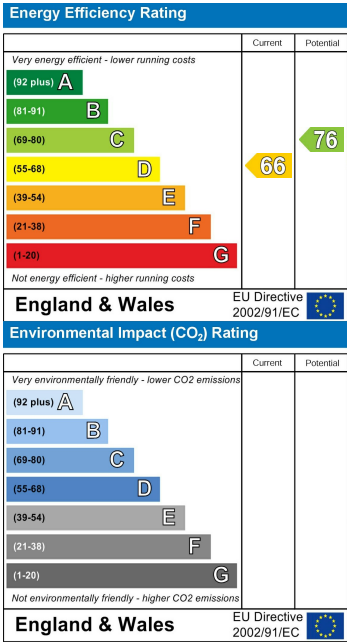 Energy Efficiency Rating
Current Potential
Very energy efficient - lower running costs
(92 plus) A
(81-91) B
(69-80) C
76
(55-68) D
66
(39-54) E
(21-38) F
(1-20) G
Not energy efficient - higher running costs
England & Wales
EU Directive
2002/91/EC
Environmental Impact (CO₂) Rating
Current Potential
Very environmentally friendly - lower CO2 emissions
(92 plus) A
(81-91) B
(69-80) C
(55-68) D
(39-54) E
(21-38) F
(1-20) G
Not environmentally friendly - higher CO2 emissions
England & Wales
EU Directive
2002/91/EC